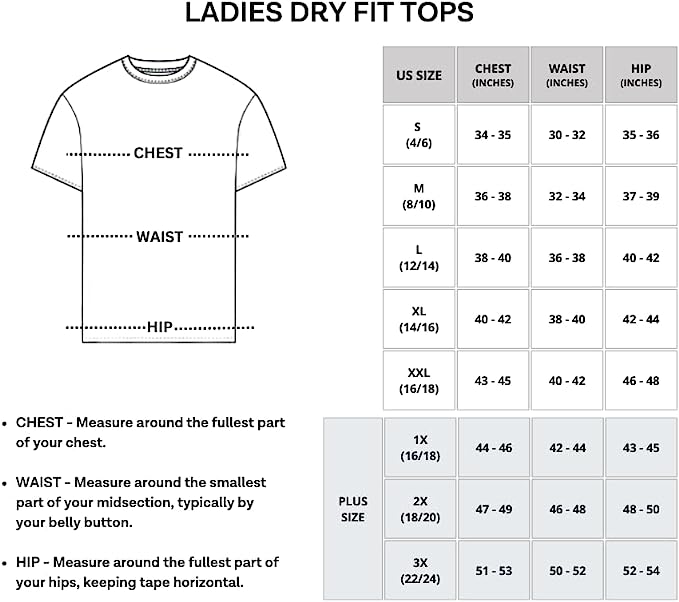 LADIES DRY FIT TOPS
CHEST
WAIST
HIP
US SIZE CHEST (INCHES) WAIST (INCHES) HIP (INCHES)
S (4/6) 34 - 35 30 - 32 35 - 36
M (8/10) 36 - 38 32 - 34 37 - 39
L (12/14) 38 - 40 36 - 38 40 - 42
XL (14/16) 40 - 42 38 - 40 42 - 44
XXL (16/18) 43 - 45 40 - 42 46 - 48
PLUS SIZE
1X (16/18) 44 - 46 42 - 44 43 - 45
2X (18/20) 47 - 49 46 - 48 48 - 50
3X (22/24) 51 - 53 50 - 52 52 - 54
• CHEST - Measure around the fullest part
of your chest.
• WAIST - Measure around the smallest
part of your midsection, typically by
your belly button.
• HIP - Measure around the fullest part of
your hips, keeping tape horizontal.